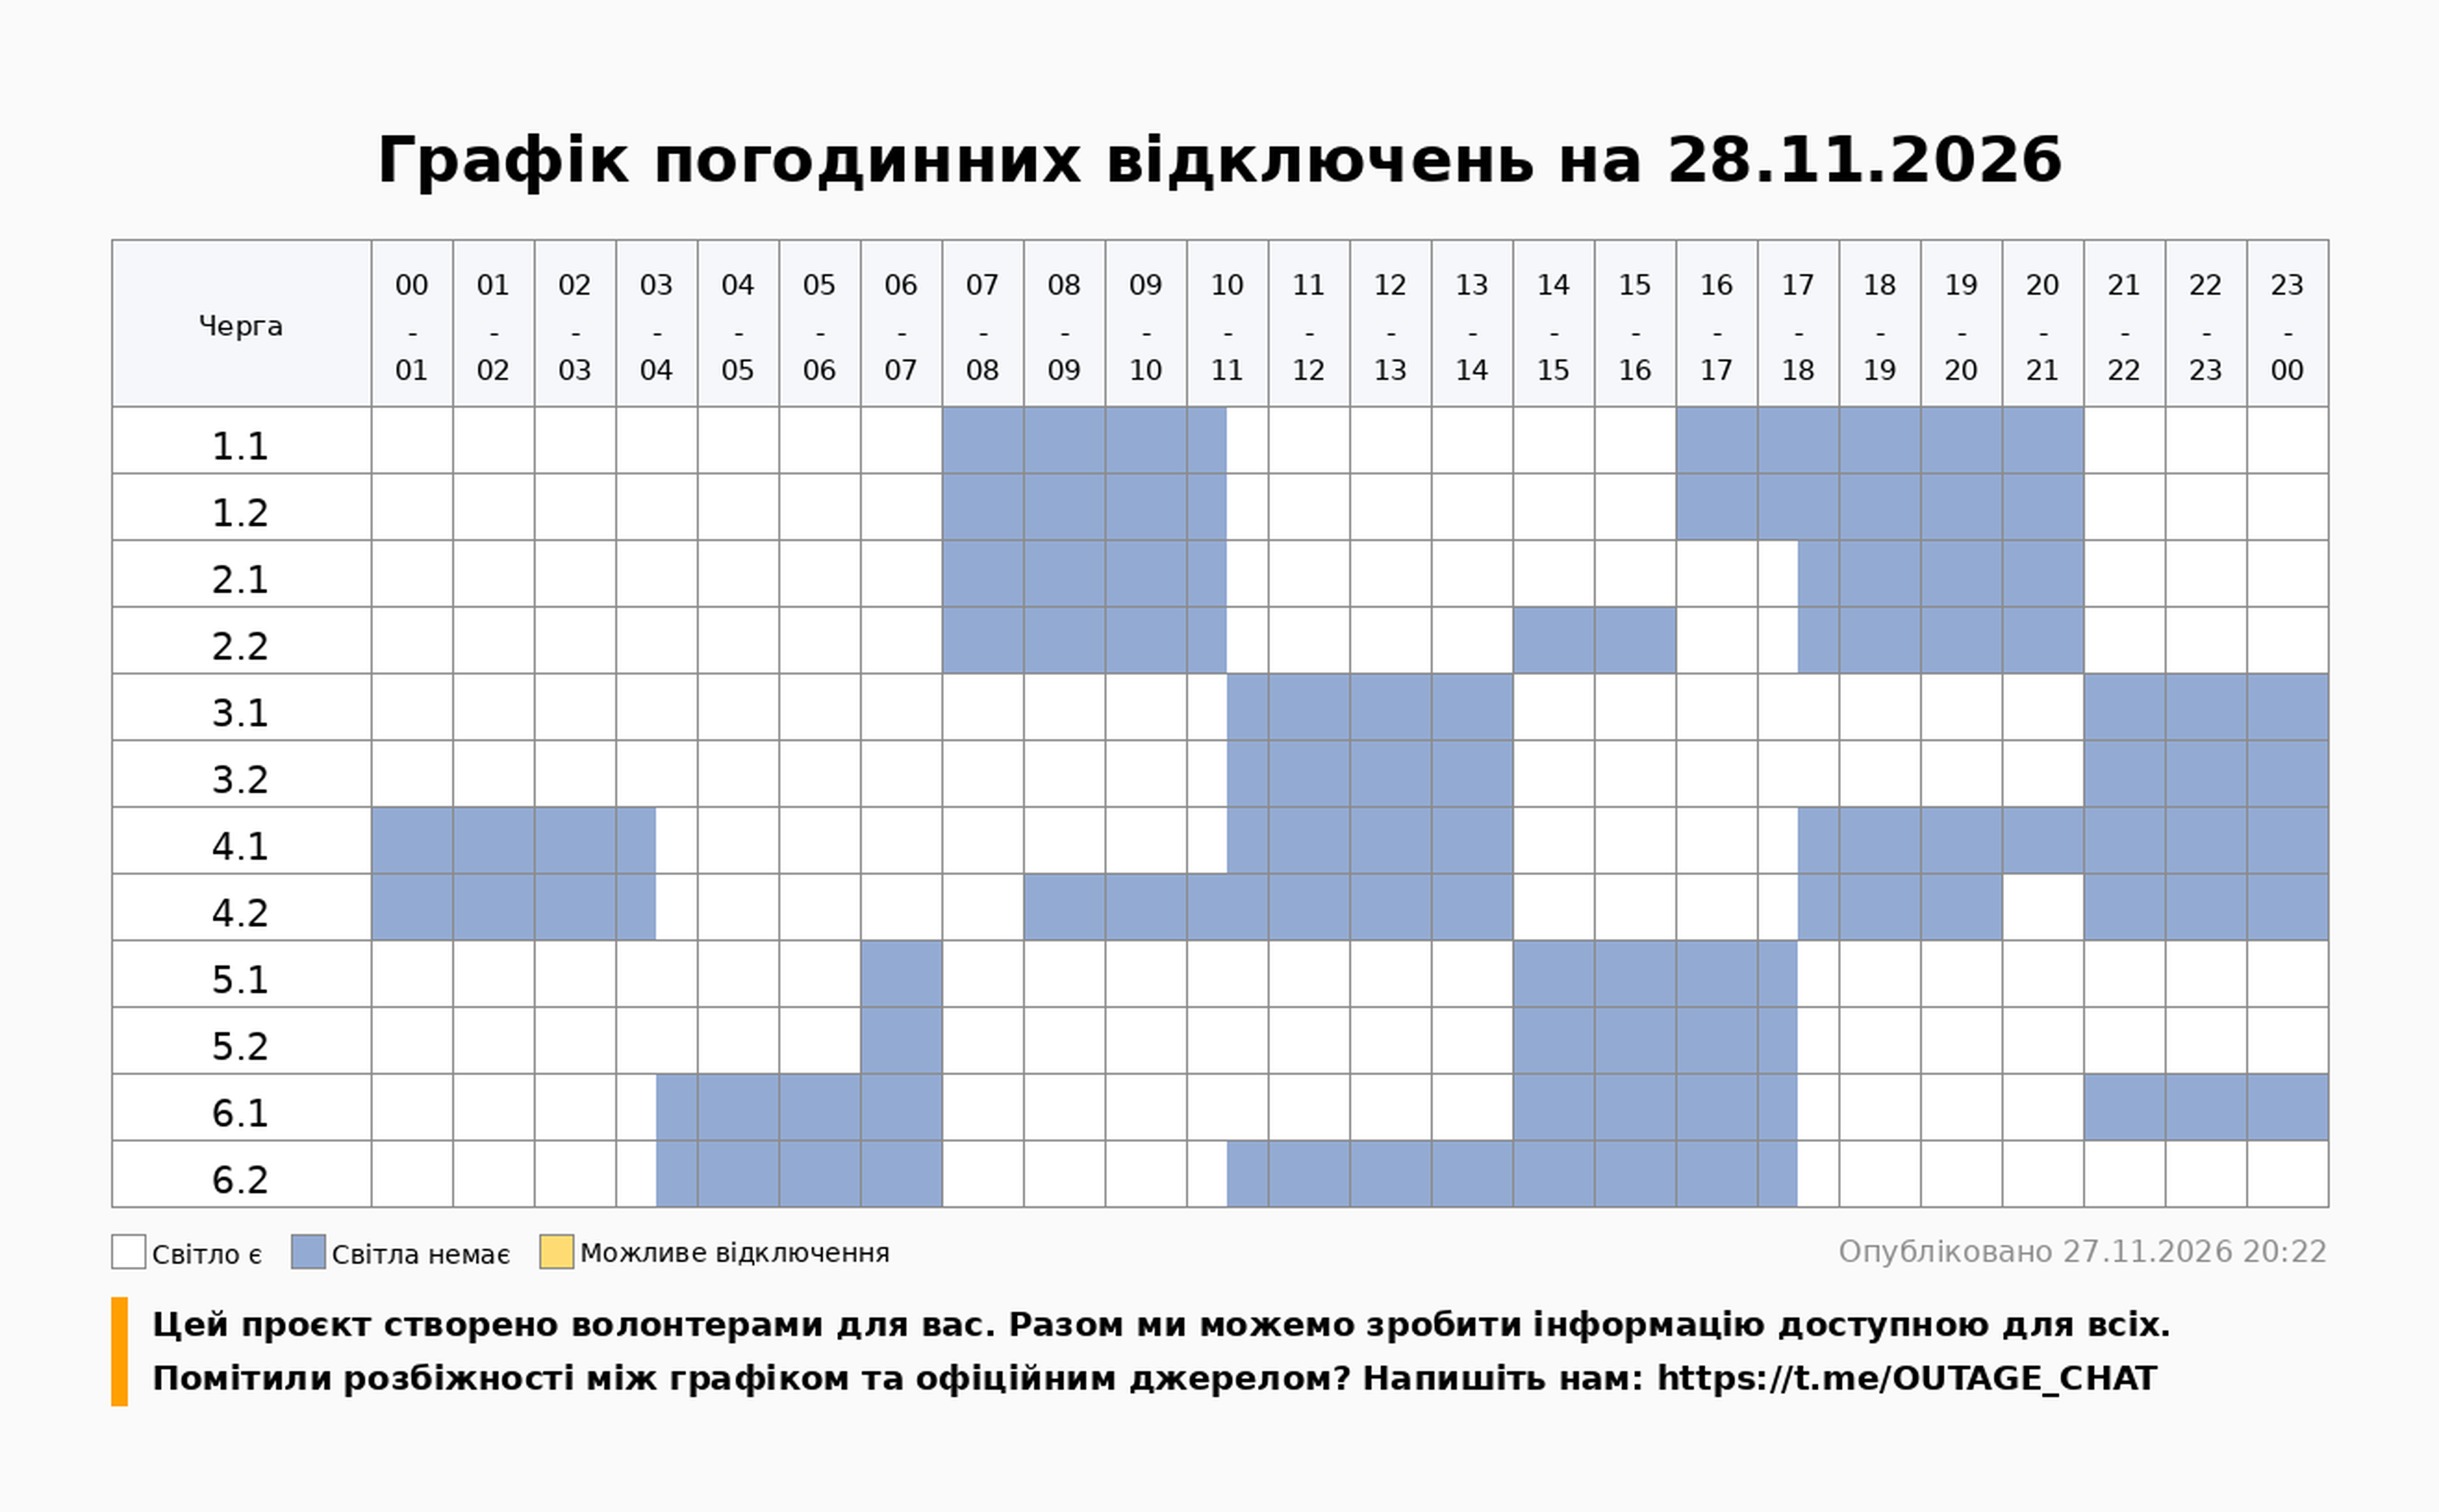 Графік погодинних відключень на 28.11.2026
Черга
00 - 01
01 - 02
02 - 03
03 - 04
04 - 05
05 - 06
06 - 07
07 - 08
08 - 09
09 - 10
10 - 11
11 - 12
12 - 13
13 - 14
14 - 15
15 - 16
16 - 17
17 - 18
18 - 19
19 - 20
20 - 21
21 - 22
22 - 23
23 - 00
1.1
1.2
2.1
2.2
3.1
3.2
4.1
4.2
5.1
5.2
6.1
6.2
Світло є
Світла немає
Можливе відключення
Опубліковано 27.11.2026 20:22
Цей проєкт створено волонтерами для вас. Разом ми можемо зробити інформацію доступною для всіх.
Помітили розбіжності між графіком та офіційним джерелом? Напишіть нам: https://t.me/OUTAGE_CHAT